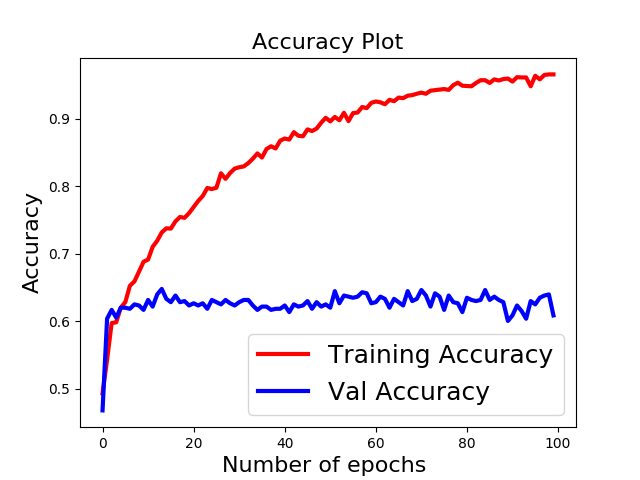 Accuracy Plot
Accuracy
0.9
0.8
0.7
0.6
0.5
Training Accuracy
Val Accuracy
0 20 40 60 80 100
Number of epochs